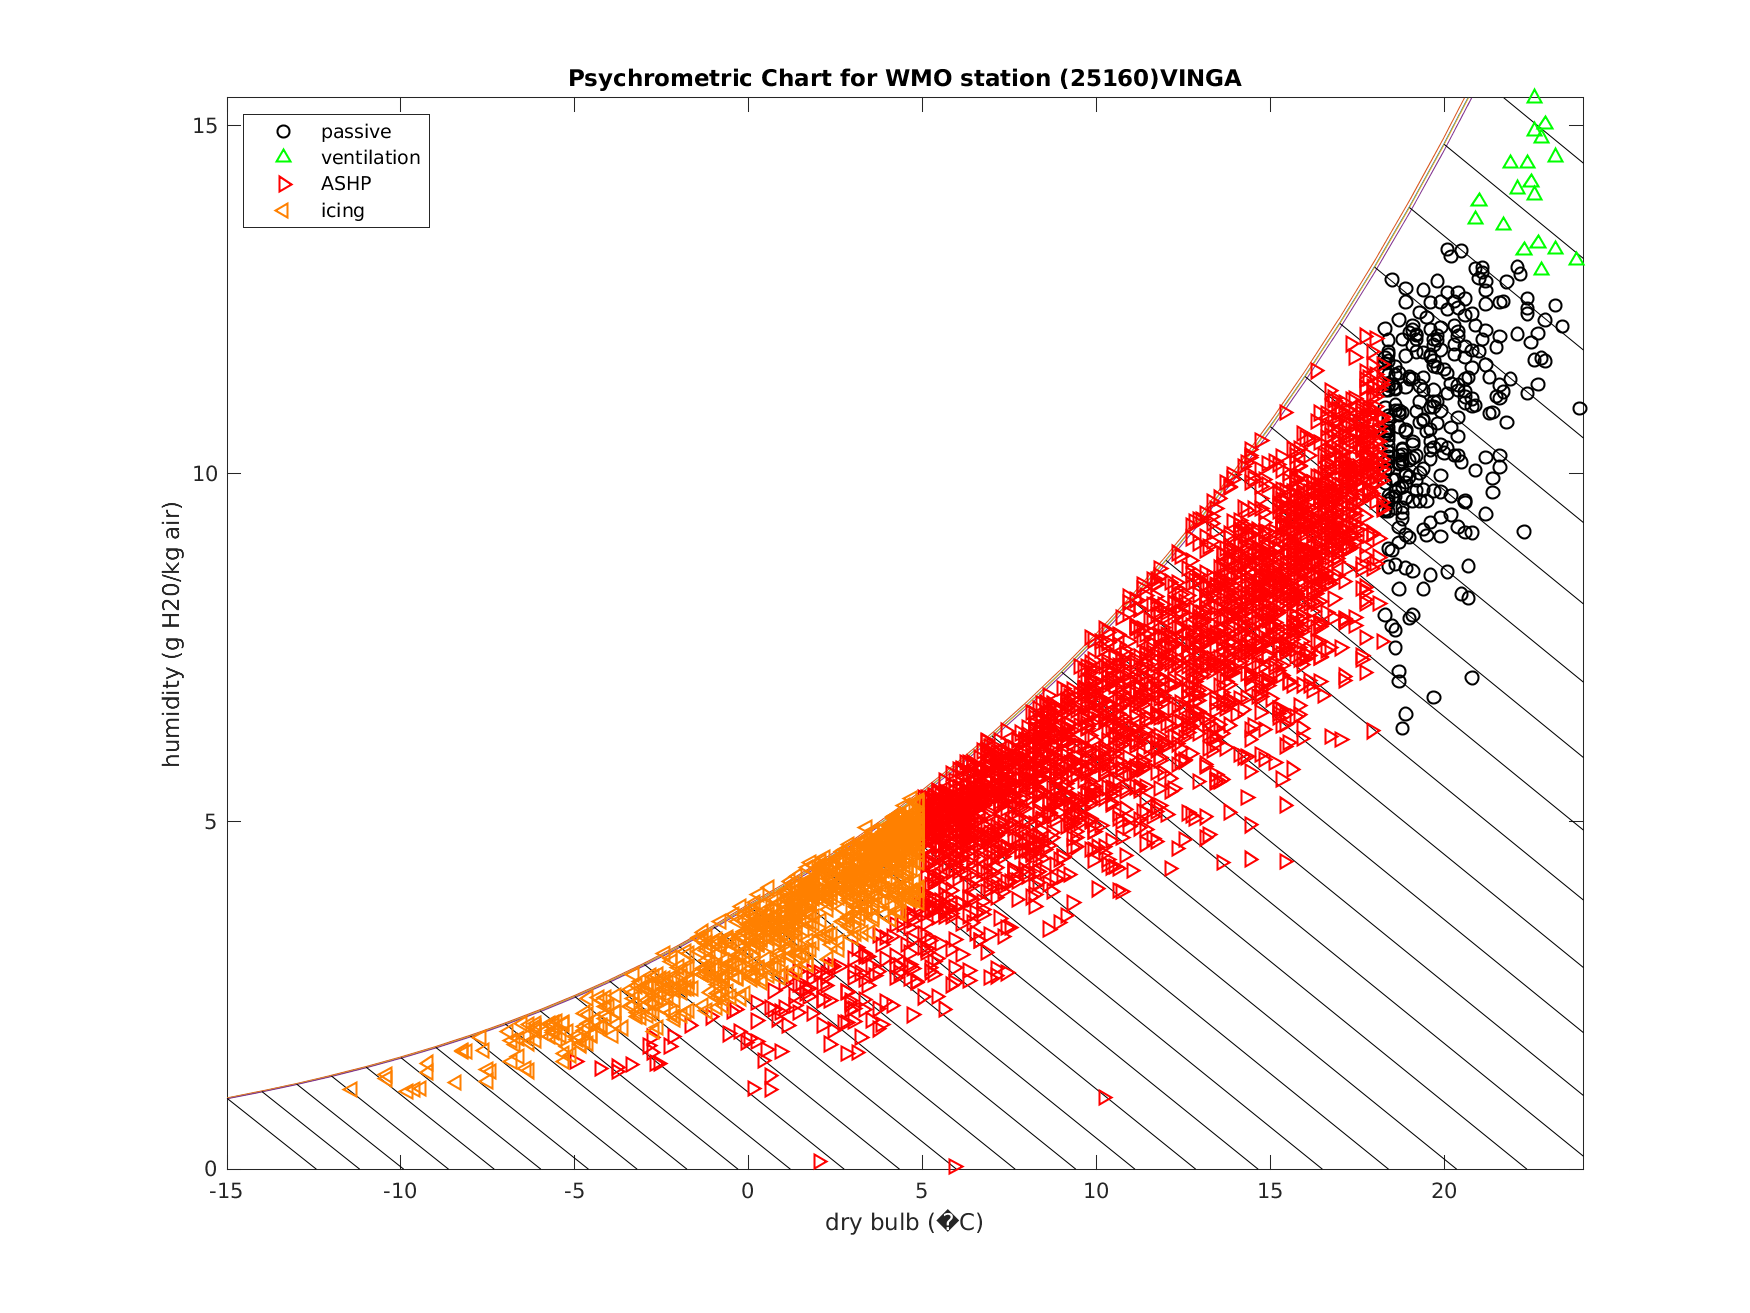 Psychrometric Chart for WMO station (25160)VINGA
passive
ventilation
ASHP
icing
humidity (g H20/kg air)
15
10
5
0
-15 -10 -5 0 5 10 15 20
dry bulb (�C)